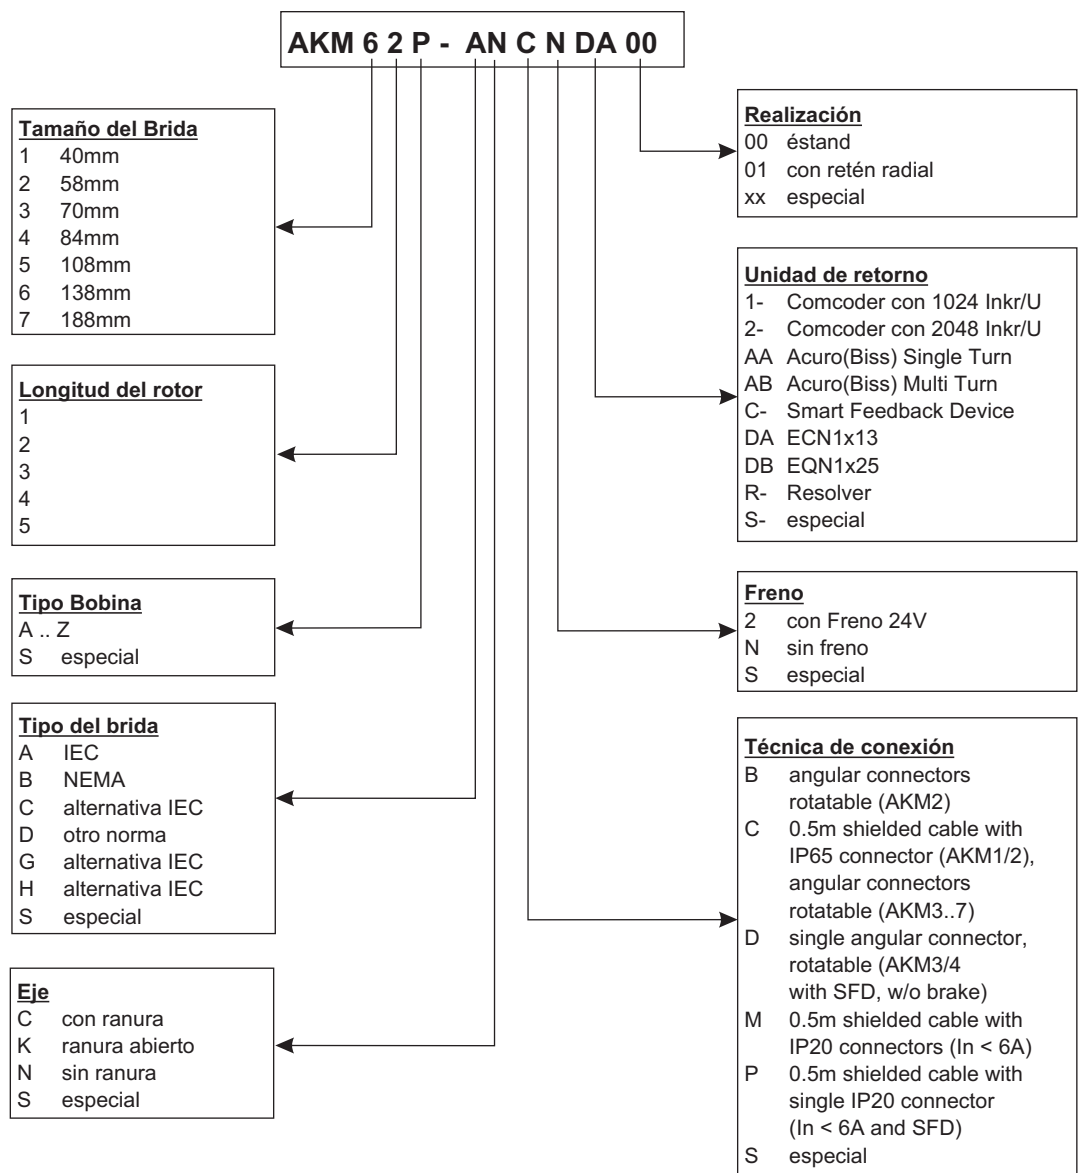 AKM 6 2 P - AN C N DA 00
Tamaño del Brida
1 40mm
2 58mm
3 70mm
4 84mm
5 108mm
6 138mm
7 188mm
Longitud del rotor
1
2
3
4
5
Tipo Bobina
A .. Z
S especial
Tipo del brida
A IEC
B NEMA
C alternativa IEC
D otro norma
G alternativa IEC
H alternativa IEC
S especial
Eje
C con ranura
K ranura abierto
N sin ranura
S especial
Realización
00 éstand
01 con retén radial
xx especial
Unidad de retorno
1- Comcoder con 1024 Inkr/U
2- Comcoder con 2048 Inkr/U
AA Acuro(Biss) Single Turn
AB Acuro(Biss) Multi Turn
C- Smart Feedback Device
DA ECN1x13
DB EQN1x25
R- Resolver
S- especial
Freno
2 con Freno 24V
N sin freno
S especial
Técnica de conexión
B angular connectors
rotatable (AKM2)
C 0.5m shielded cable with
IP65 connector (AKM1/2),
angular connectors
rotatable (AKM3..7)
D single angular connector,
rotatable (AKM3/4
with SFD, w/o brake)
M 0.5m shielded cable with
IP20 connectors (In < 6A)
P 0.5m shielded cable with
single IP20 connector
(In < 6A and SFD)
S especial